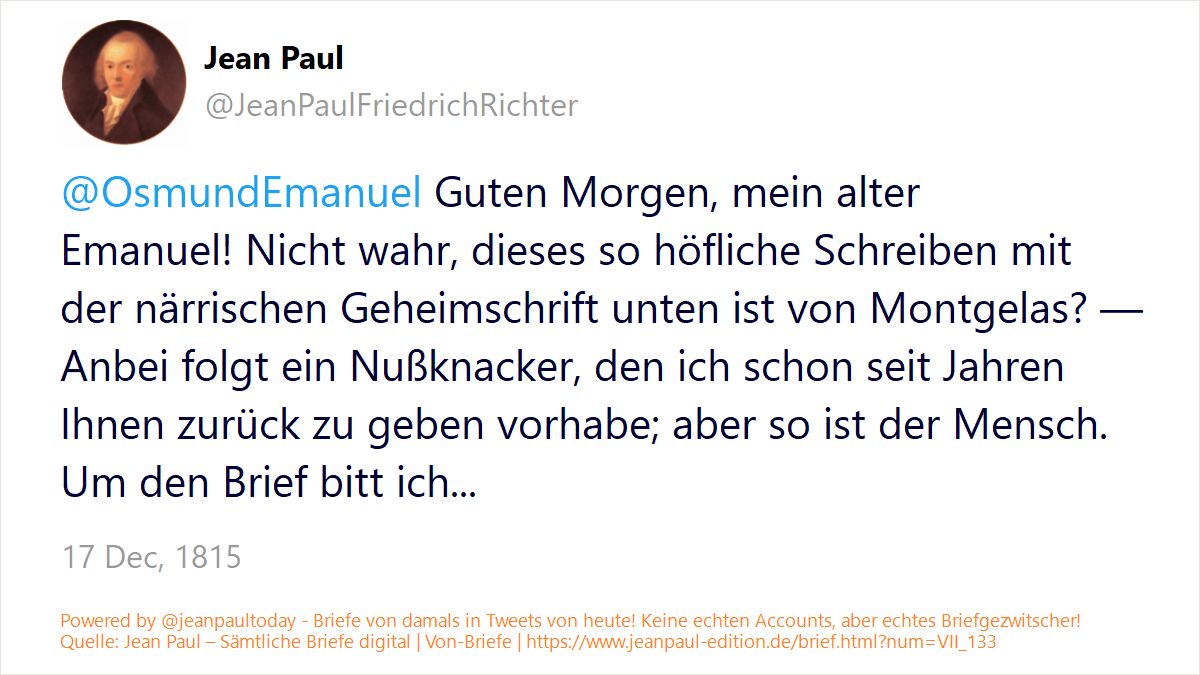 Jean Paul
@JeanPaulFriedrichRichter
@OsmundEmanuel Guten Morgen, mein alter
Emanuel! Nicht wahr, dieses so höfliche Schreiben mit
der närrischen Geheimschrift unten ist von Montgelas? —
Anbei folgt ein Nußknacker, den ich schon seit Jahren
Ihnen zurück zu geben vorhabe; aber so ist der Mensch.
Um den Brief bitt ich...
17 Dec, 1815
Powered by @jeanpaultoday - Briefe von damals in Tweets von heute! Keine echten Accounts, aber echtes Briefgezwitscher!
Quelle: Jean Paul – Sämtliche Briefe digital | Von-Briefe | https://www.jeanpaul-edition.de/brief.html?num=VII_133